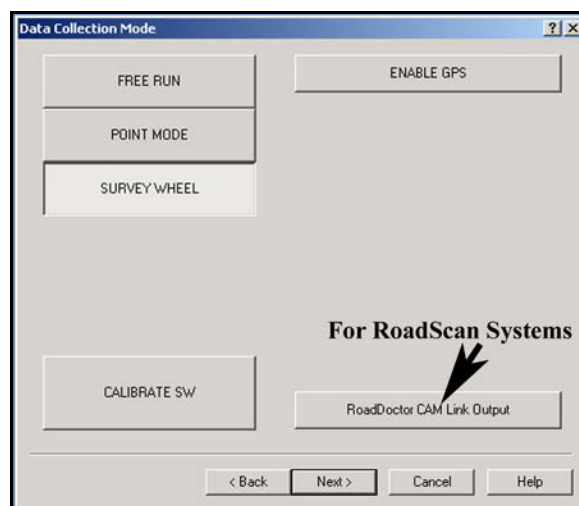 Data Collection Mode
? X
FREE RUN
ENABLE GPS
POINT MODE
SURVEY WHEEL
For RoadScan Systems
CALIBRATE SW
RoadDoctor CAM Link Output
< Back
Next >
Cancel
Help